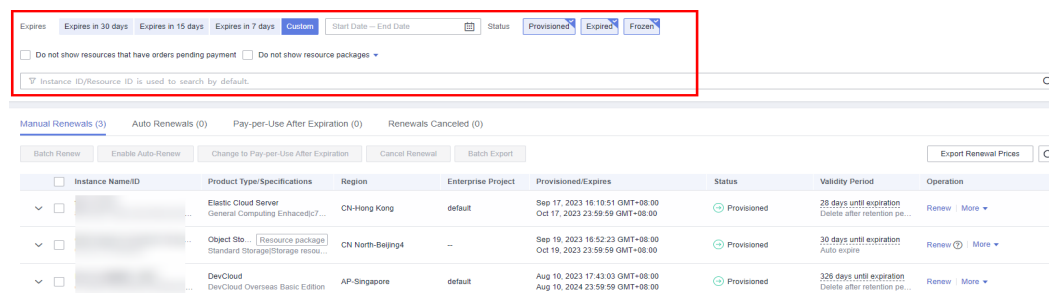 Expires Expires in 30 days Expires in 15 days Expires in 7 days Custom Start Date – End Date Status Provisioned Expired Frozen
Do not show resources that have orders pending payment Do not show resource packages
Instance ID/Resource ID is used to search by default.
Manual Renewals (3) Auto Renewals (0) Pay-per-Use After Expiration (0) Renewals Canceled (0)
Batch Renew Enable Auto-Renew Change to Pay-per-Use After Expiration Cancel Renewal Batch Export Export Renewal Prices
Instance Name/ID Product Type/Specifications Region Enterprise Project Provisioned/Expires Status Validity Period Operation
Elastic Cloud Server CN-Hong Kong default Sep 17, 2023 16:10:51 GMT+08:00 Provisioned 28 days until expiration Renew More
... General Computing Enhaced|c7... Oct 17, 2023 23:59:59 GMT+08:00 Delete after retention pe...
Object Sto... Resource package CN North-Beijing4 -- Sep 19, 2023 16:52:23 GMT+08:00 Provisioned 30 days until expiration Renew More
... Standard Storage|Storage resou... Oct 19, 2023 23:59:59 GMT+08:00 Auto expire
DevCloud AP-Singapore default Aug 10, 2023 17:43:03 GMT+08:00 Provisioned 326 days until expiration Renew More
... DevCloud Overseas Basic Edition Aug 10, 2024 23:59:59 GMT+08:00 Delete after retention pe...